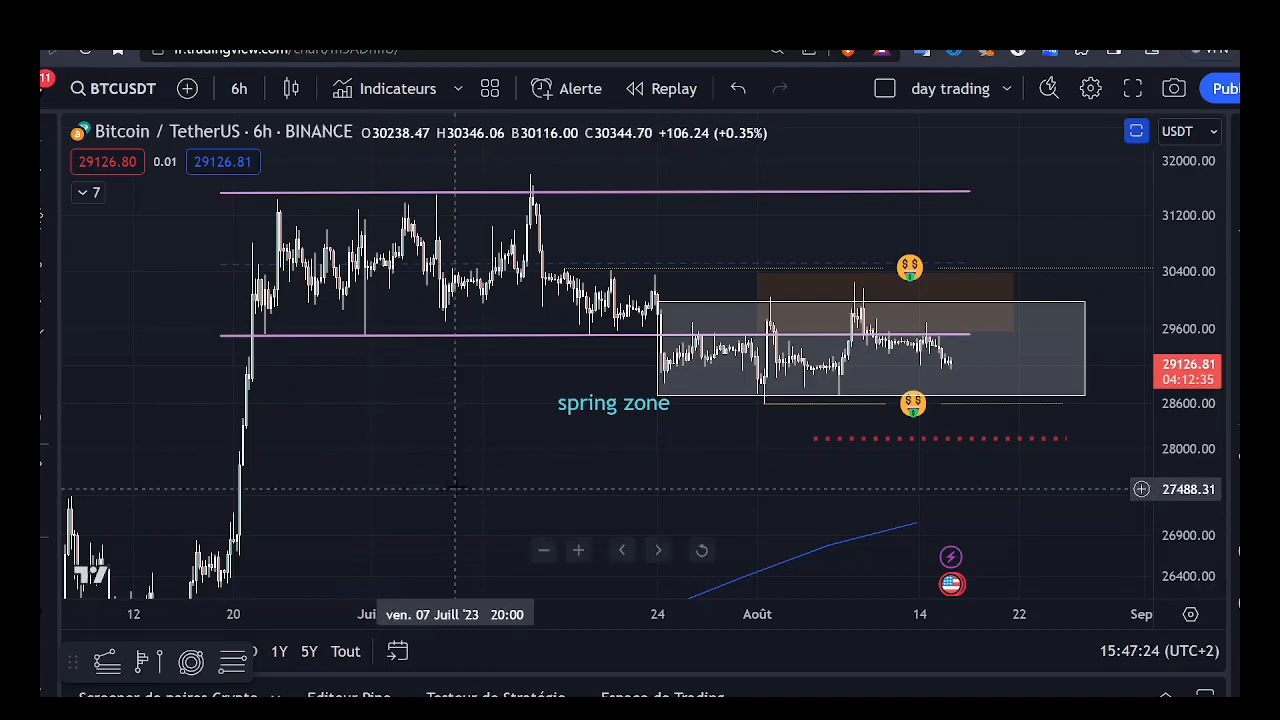 11
BTCUSDT 6h Indicateurs Alerte Replay day trading Publ
Bitcoin / TetherUS · 6h · BINANCE O30238.47 H30346.06 B30116.00 C30344.70 +106.24 (+0.35%) USDT
29126.80 0.01 29126.81
7
32000.00
31200.00
30400.00
29600.00
29126.81
04:12:35
28600.00
28000.00
27488.31
26900.00
26400.00
spring zone
12 20 Jui ven. 07 Juill '23 20:00 24 Août 14 22 Sep
1Y 5Y Tout 15:47:24 (UTC+2)
Screener de paires Crypto Éditeur Pine Testeur de Stratégie Espace de Trading